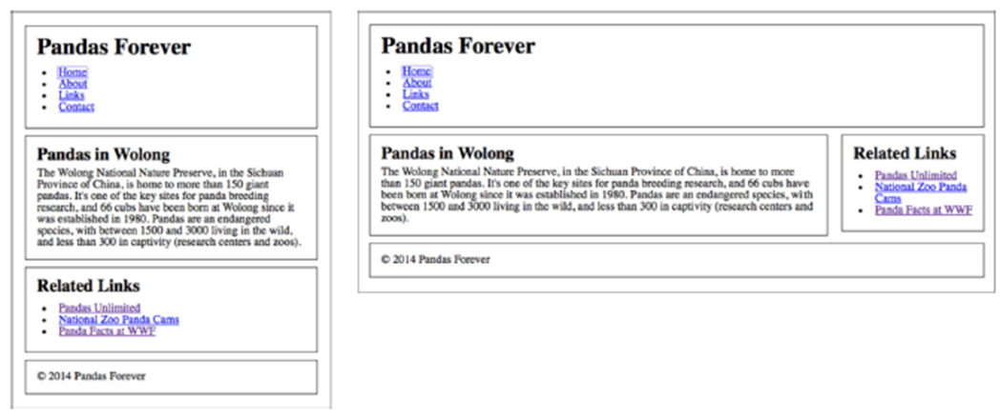 Pandas Forever
Home
About
Links
Contact
Pandas in Wolong
The Wolong National Nature Preserve, in the Sichuan
Province of China, is home to more than 150 giant
pandas. It's one of the key sites for panda breeding
research, and 66 cubs have been born at Wolong since it
was established in 1980. Pandas are an endangered
species, with between 1500 and 3000 living in the wild,
and less than 300 in captivity (research centers and zoos).
Related Links
Pandas Unlimited
National Zoo Panda Cams
Panda Facts at WWF
© 2014 Pandas Forever
Pandas Forever
Home
About
Links
Contact
Pandas in Wolong
The Wolong National Nature Preserve, in the Sichuan Province of China, is home to more
than 150 giant pandas. It's one of the key sites for panda breeding research, and 66 cubs have
been born at Wolong since it was established in 1980. Pandas are an endangered species, with
between 1500 and 3000 living in the wild, and less than 300 in captivity (research centers and
zoos).
Related Links
Pandas Unlimited
National Zoo Panda
Cams
Panda Facts at WWF
© 2014 Pandas Forever